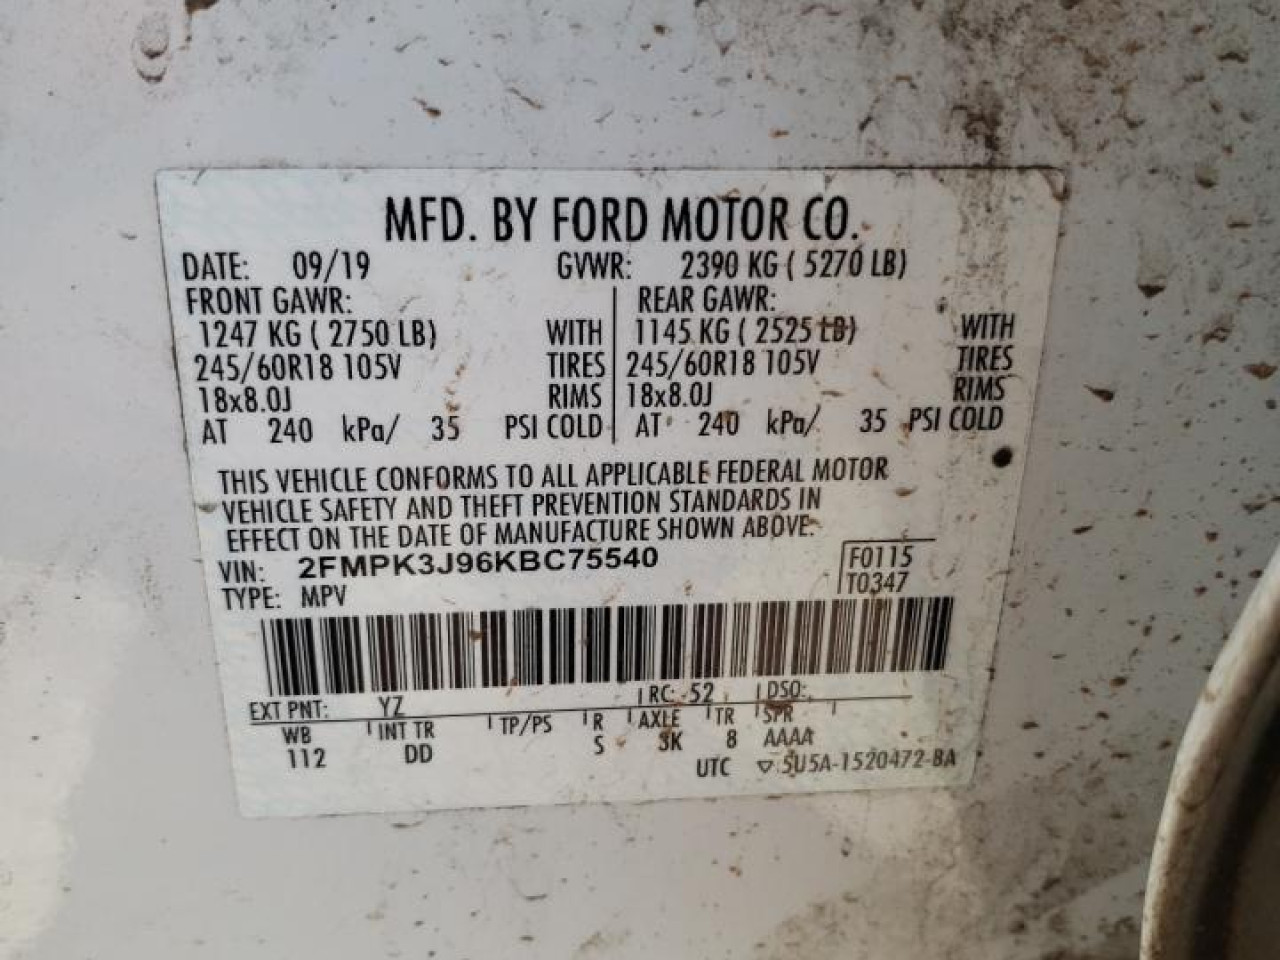 MFD. BY FORD MOTOR CO.
DATE: 09/19 GVWR: 2390 KG ( 5270 LB)
FRONT GAWR: REAR GAWR:
1247 KG ( 2750 LB) WITH 1145 KG ( 2525 LB) WITH
245/60R18 105V TIRES 245/60R18 105V TIRES
18x8.0J RIMS 18x8.0J RIMS
AT 240 kPa/ 35 PSI COLD AT 240 kPa/ 35 PSI COLD
THIS VEHICLE CONFORMS TO ALL APPLICABLE FEDERAL MOTOR
VEHICLE SAFETY AND THEFT PREVENTION STANDARDS IN
EFFECT ON THE DATE OF MANUFACTURE SHOWN ABOVE.
VIN: 2FMPK3J96KBC75540 F0115
TYPE: MPV T0347
EXT PNT: YZ RC: 52 DSO:
WB INT TR TP/PS R AXLE TR SPR
112 DD S 3K 8 AAAA
UTC ▽ 5U5A-1520472-BA